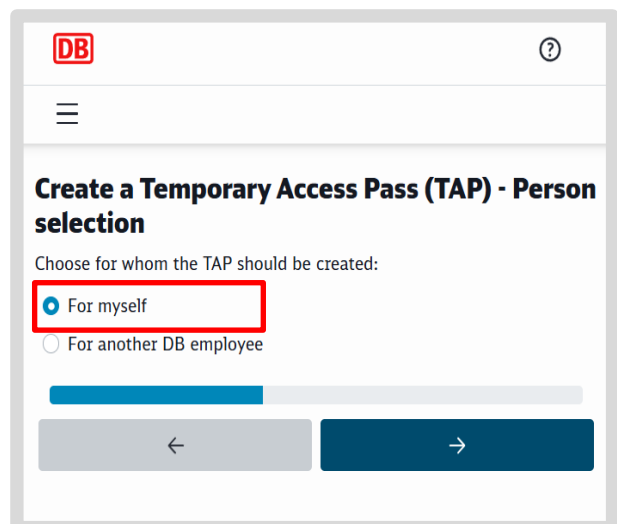 DB
Create a Temporary Access Pass (TAP) - Person
selection
Choose for whom the TAP should be created:
For myself
For another DB employee